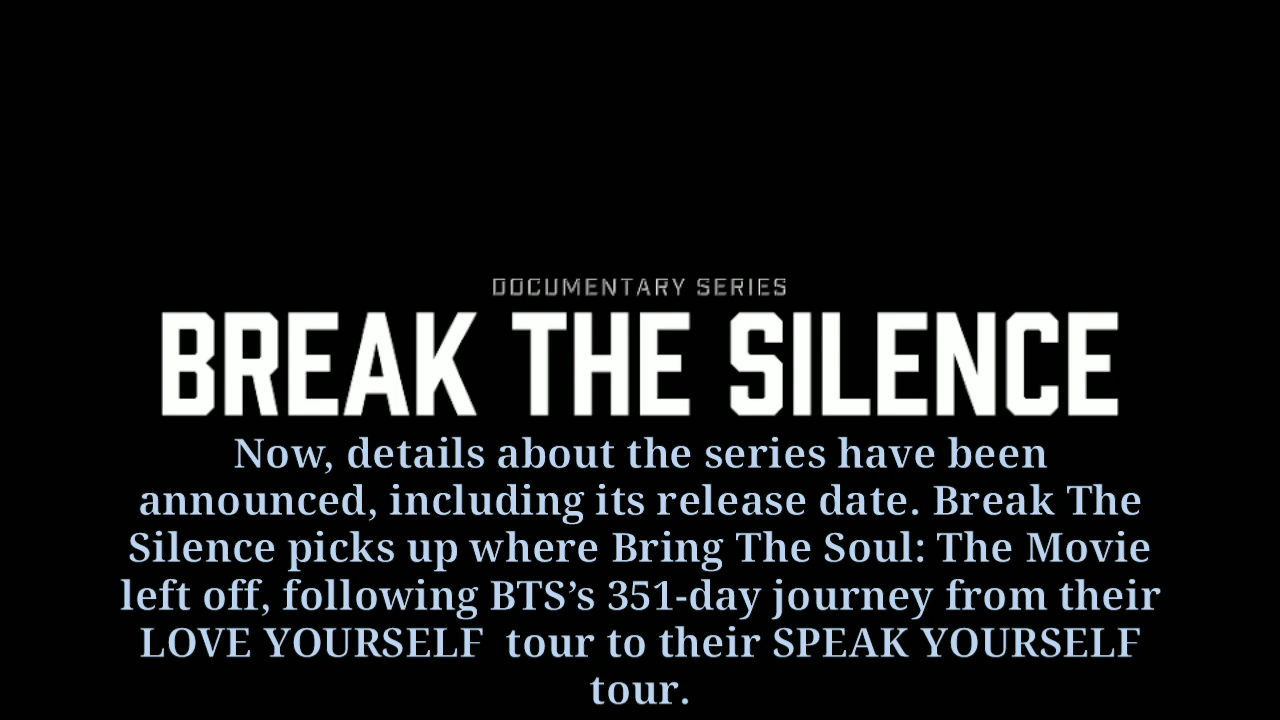 DOCUMENTARY SERIES
BREAK THE SILENCE
Now, details about the series have been
announced, including its release date. Break The
Silence picks up where Bring The Soul: The Movie
left off, following BTS’s 351-day journey from their
LOVE YOURSELF  tour to their SPEAK YOURSELF
tour.